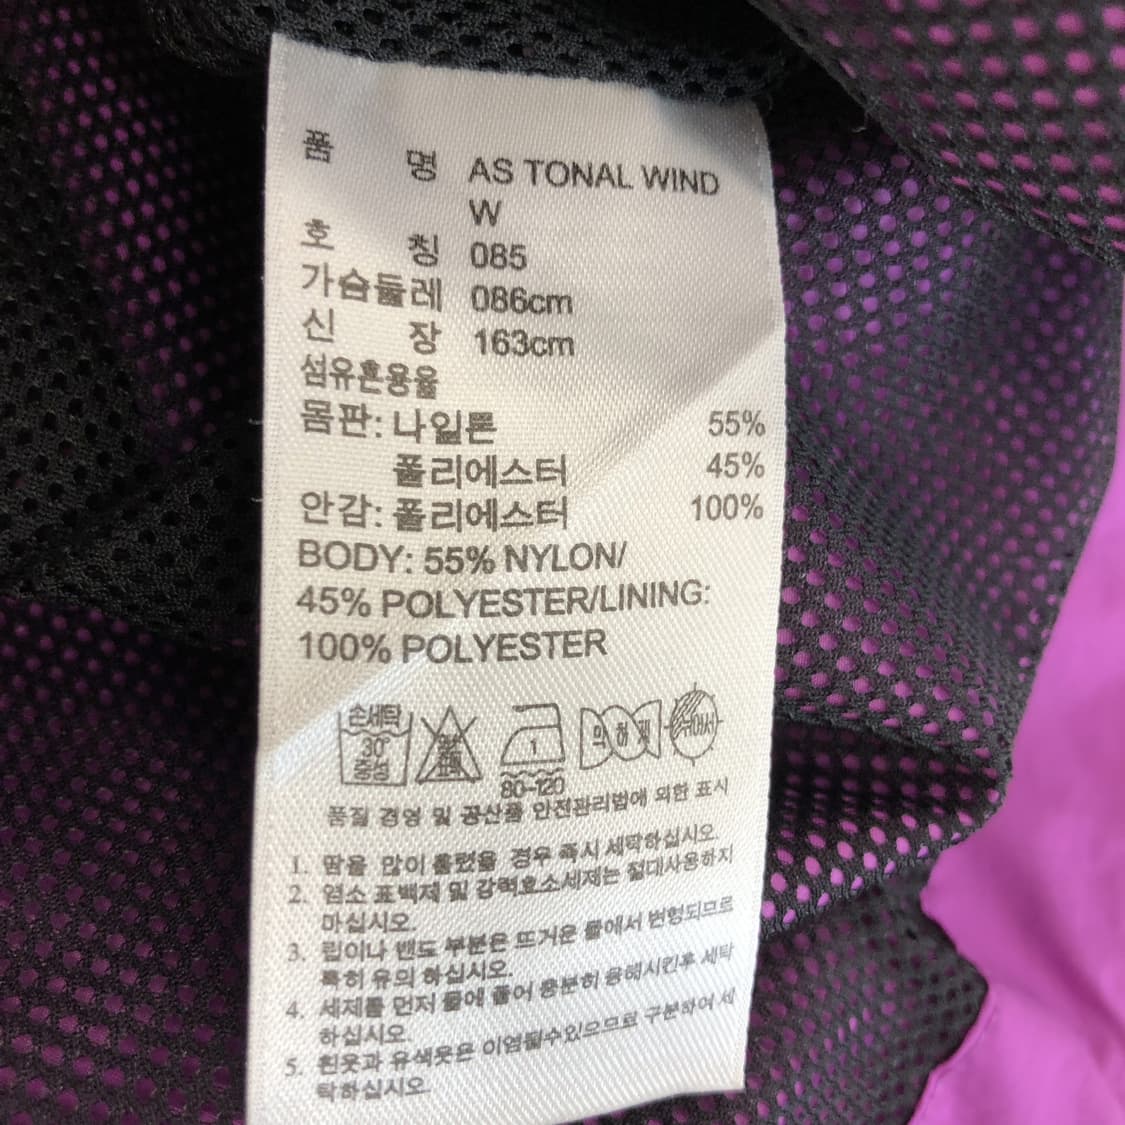 품 명 AS TONAL WIND
W
호 칭 085
가슴둘레 086cm
신 장 163cm
섬유혼용율
몸판: 나일론 55%
폴리에스터 45%
안감: 폴리에스터 100%
BODY: 55% NYLON/
45% POLYESTER/LINING:
100% POLYESTER
손세탁
30°
중성
1
80-120
품질 경영 및 공산품 안전관리법에 의한 표시
1. 땀을 많이 흘렸을 경우 즉시 세탁하십시오.
2. 염소 표백제 및 강력효소세제는 절대사용하지
마십시오.
3. 립이나 밴드 부분은 뜨거운 물에서 변형되므로
특히 유의 하십시오.
4. 세제를 먼저 물에 풀어 충분히 용해시킨후 세탁
하십시오.
5. 흰옷과 유색옷은 이염될수있으므로 구분하여 세
탁하십시오.